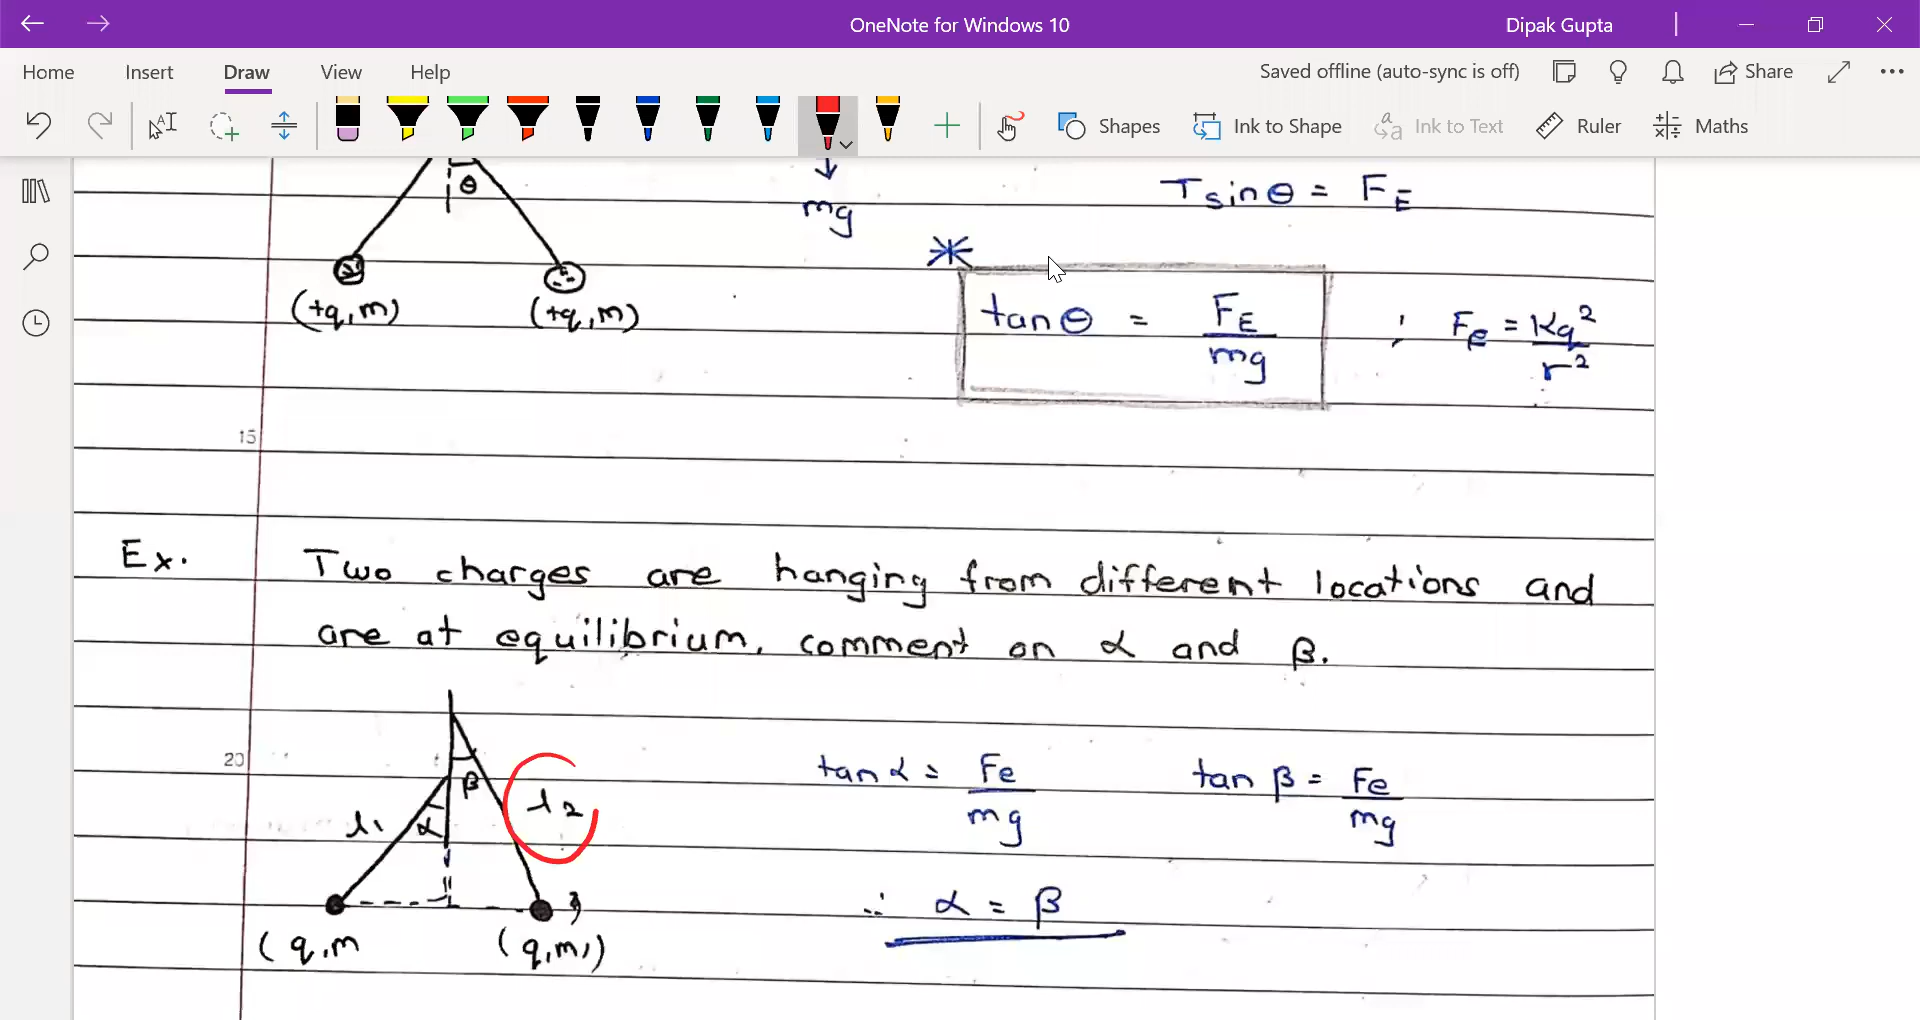 OneNote for Windows 10
Dipak Gupta
Home Insert Draw View Help
Saved offline (auto-sync is off)
Share
Shapes
Ink to Shape
Ink to Text
Ruler
Maths
θ
mg
T sinθ = F_E
(+q, m) (+q, m)
* tan θ = F_E / mg ; F_e = Kq² / r²
15
Ex. Two charges are hanging from different locations and
are at equilibrium, comment on α and β.
20
β
l₁ α l₂
tan α = Fe / mg tan β = Fe / mg
∴ α = β
(q, m (q, m,)